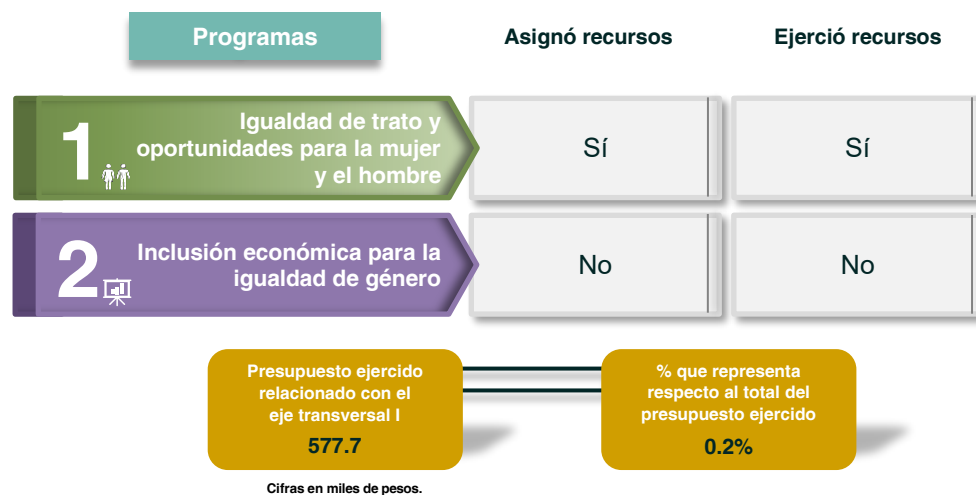 Programas
Asignó recursos
Ejerció recursos
1
Igualdad de trato y
oportunidades para la mujer
y el hombre
Sí
Sí
2
Inclusión económica para la
igualdad de género
No
No
Presupuesto ejercido
relacionado con el
eje transversal I
577.7
% que representa
respecto al total del
presupuesto ejercido
0.2%
Cifras en miles de pesos.